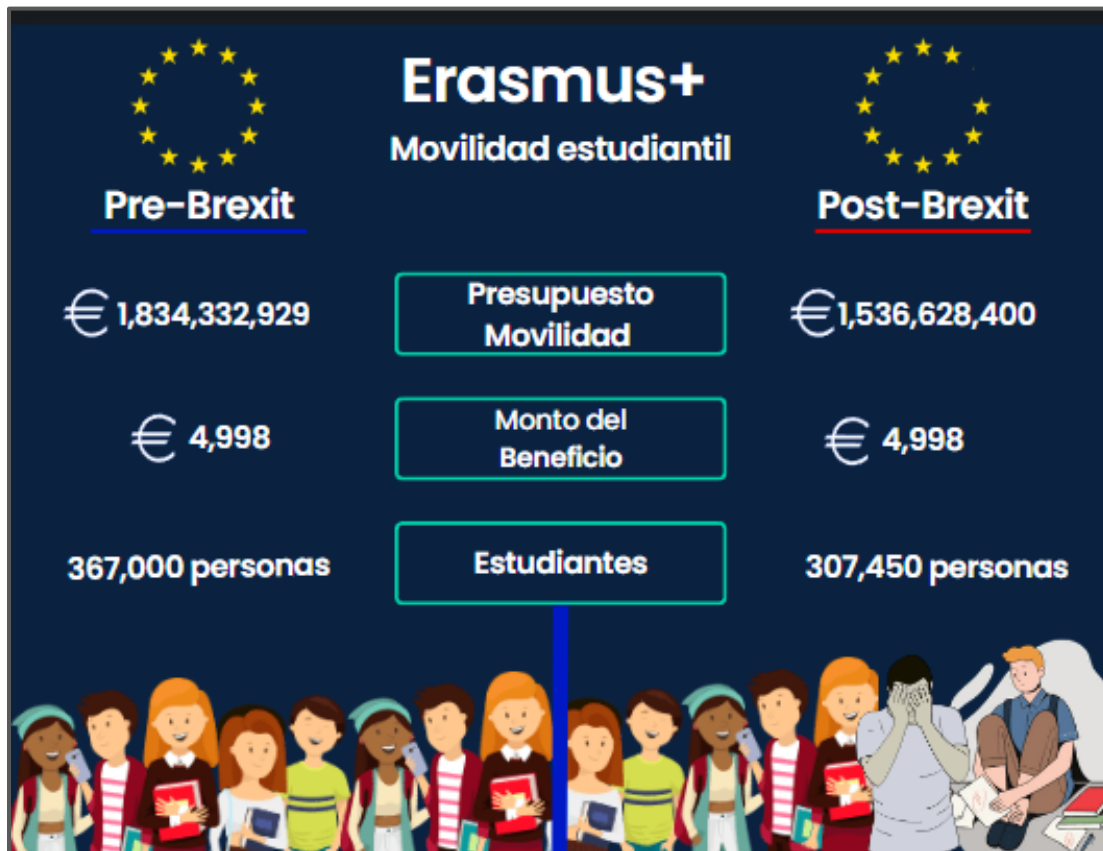 Erasmus+
Movilidad estudiantil
Pre-Brexit
Post-Brexit
€ 1,834,332,929
Presupuesto
Movilidad
€ 1,536,628,400
€ 4,998
Monto del
Beneficio
€ 4,998
367,000 personas
Estudiantes
307,450 personas